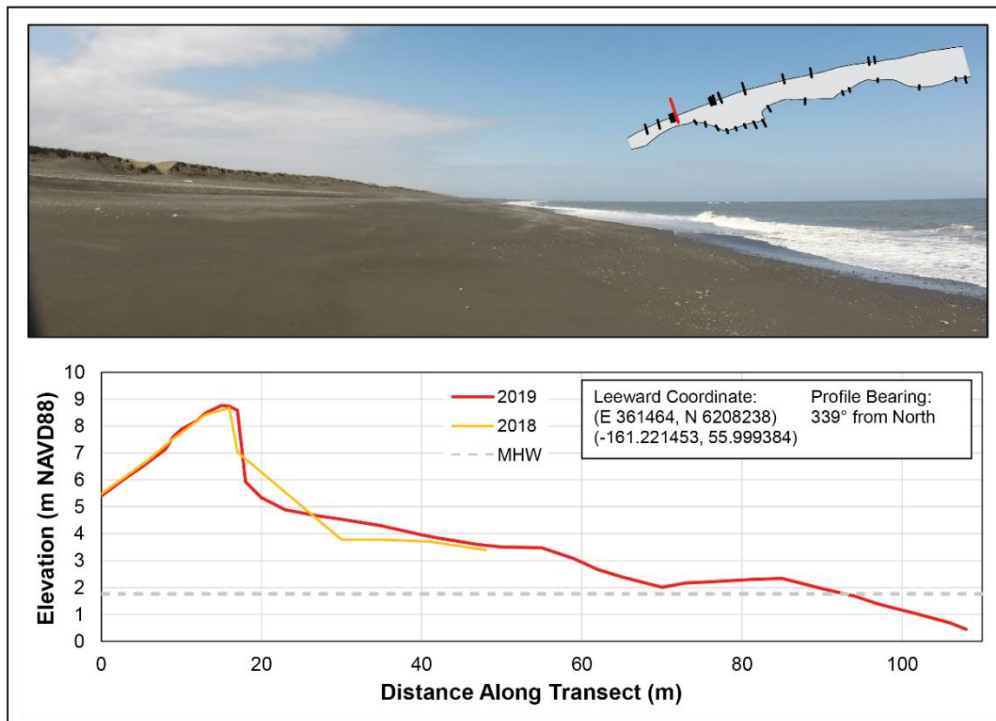 10
9
8
7
6
5
4
3
2
1
0
Elevation (m NAVD88)
2019
2018
MHW
Leeward Coordinate:
(E 361464, N 6208238)
(-161.221453, 55.999384)
Profile Bearing:
339° from North
0 20 40 60 80 100
Distance Along Transect (m)